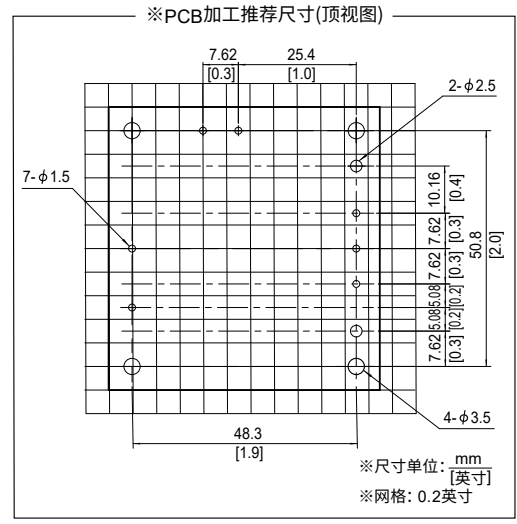 ※PCB加工推荐尺寸(顶视图)
7.62
[0.3]
25.4
[1.0]
2-ϕ2.5
7-ϕ1.5
10.16
[0.4]
7.62
[0.3]
7.62
[0.3]
5.08
[0.2]
5.08
[0.2]
7.62
[0.3]
50.8
[2.0]
4-ϕ3.5
48.3
[1.9]
※尺寸单位:mm
[英寸]
※网格: 0.2英寸